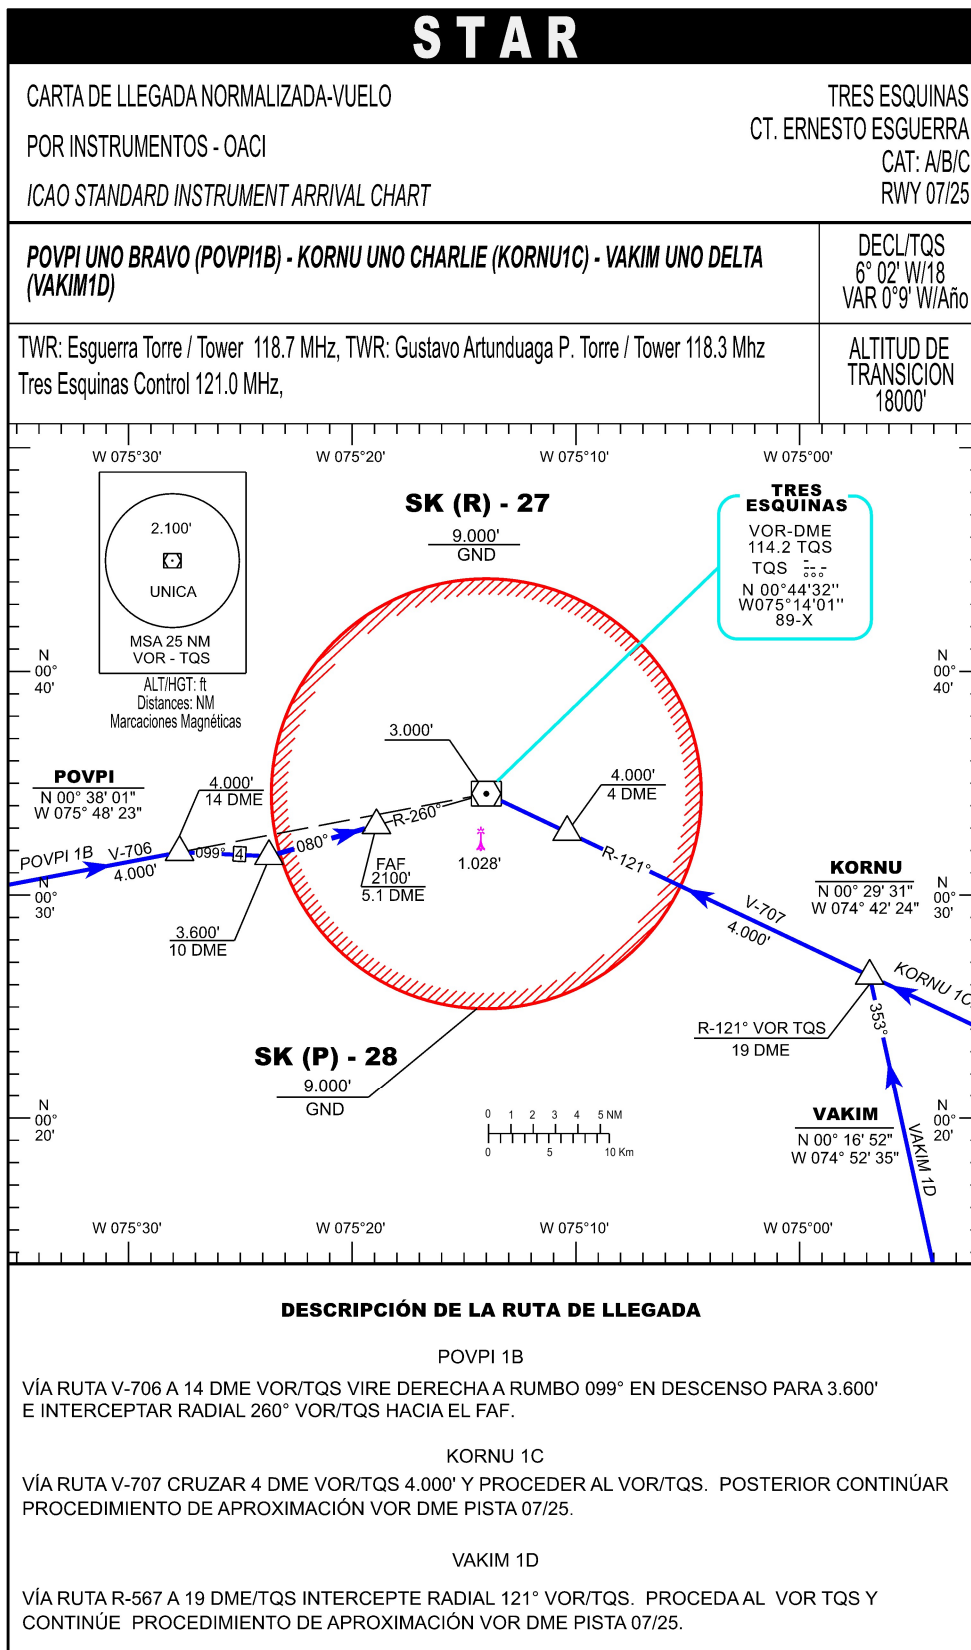 STAR
CARTA DE LLEGADA NORMALIZADA-VUELO
POR INSTRUMENTOS - OACI
ICAO STANDARD INSTRUMENT ARRIVAL CHART
TRES ESQUINAS
CT. ERNESTO ESGUERRA
CAT: A/B/C
RWY 07/25
POVPI UNO BRAVO (POVPI1B) - KORNU UNO CHARLIE (KORNU1C) - VAKIM UNO DELTA
(VAKIM1D)
DECL/TQS
6° 02' W/18
VAR 0°9' W/Año
TWR: Esguerra Torre / Tower 118.7 MHz, TWR: Gustavo Artunduaga P. Torre / Tower 118.3 Mhz
Tres Esquinas Control 121.0 MHz,
ALTITUD DE
TRANSICION
18000'
W 075°30'
W 075°20'
W 075°10'
W 075°00'
2.100'
UNICA
MSA 25 NM
VOR - TQS
ALT/HGT: ft
Distances: NM
Marcaciones Magnéticas
SK (R) - 27
9.000'
GND
TRES
ESQUINAS
VOR-DME
114.2 TQS
TQS
N 00°44'32''
W075°14'01''
89-X
N
00°
40'
N
00°
40'
3.000'
POVPI
N 00° 38' 01"
W 075° 48' 23"
4.000'
14 DME
4.000'
4 DME
POVPI 1B
V-706
4.000'
099°
4
080°
R-260°
FAF
2100'
5.1 DME
1.028'
R-121°
KORNU
N 00° 29' 31"
W 074° 42' 24"
N
00°
30'
N
00°
30'
3.600'
10 DME
V-707
4.000'
KORNU 1C
R-121° VOR TQS
19 DME
353°
SK (P) - 28
9.000'
GND
0 1 2 3 4 5 NM
0 5 10 Km
VAKIM
N 00° 16' 52"
W 074° 52' 35"
VAKIM 1D
N
00°
20'
N
00°
20'
W 075°30'
W 075°20'
W 075°10'
W 075°00'
DESCRIPCIÓN DE LA RUTA DE LLEGADA
POVPI 1B
VÍA RUTA V-706 A 14 DME VOR/TQS VIRE DERECHA A RUMBO 099° EN DESCENSO PARA 3.600'
E INTERCEPTAR RADIAL 260° VOR/TQS HACIA EL FAF.
KORNU 1C
VÍA RUTA V-707 CRUZAR 4 DME VOR/TQS 4.000' Y PROCEDER AL VOR/TQS. POSTERIOR CONTINÚAR
PROCEDIMIENTO DE APROXIMACIÓN VOR DME PISTA 07/25.
VAKIM 1D
VÍA RUTA R-567 A 19 DME/TQS INTERCEPTE RADIAL 121° VOR/TQS. PROCEDA AL VOR TQS Y
CONTINÚE PROCEDIMIENTO DE APROXIMACIÓN VOR DME PISTA 07/25.